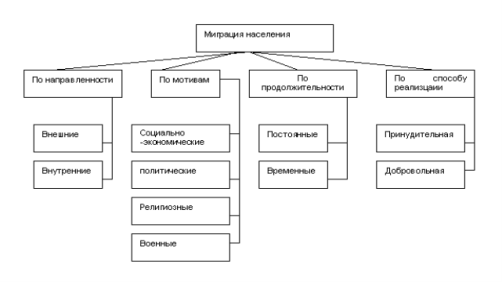 Миграция населения
По направленности
По мотивам
По
продолжительности
По способу
реализцаии
Внешние
Социально
-экономические
Постоянные
Принудительная
Внутренние
политические
Временные
Добровольная
Религиозные
Военные